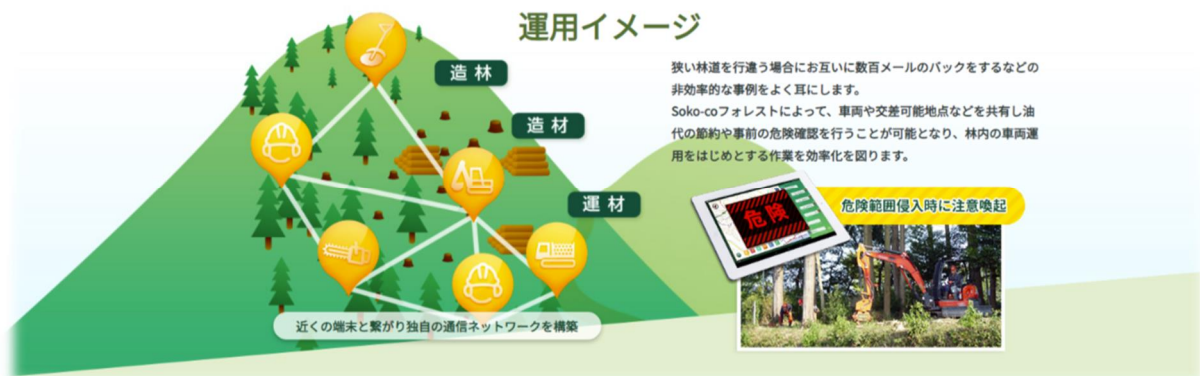 運用イメージ
造林
造材
運材
狭い林道を行違う場合にお互いに数百メールのバックをするなどの
非効率的な事例をよく耳にします。
Soko-coフォレストによって、車両や交差可能地点などを共有し油
代の節約や事前の危険確認を行うことが可能となり、林内の車両運
用をはじめとする作業を効率化を図ります。
危険
危険範囲侵入時に注意喚起
近くの端末と繋がり独自の通信ネットワークを構築